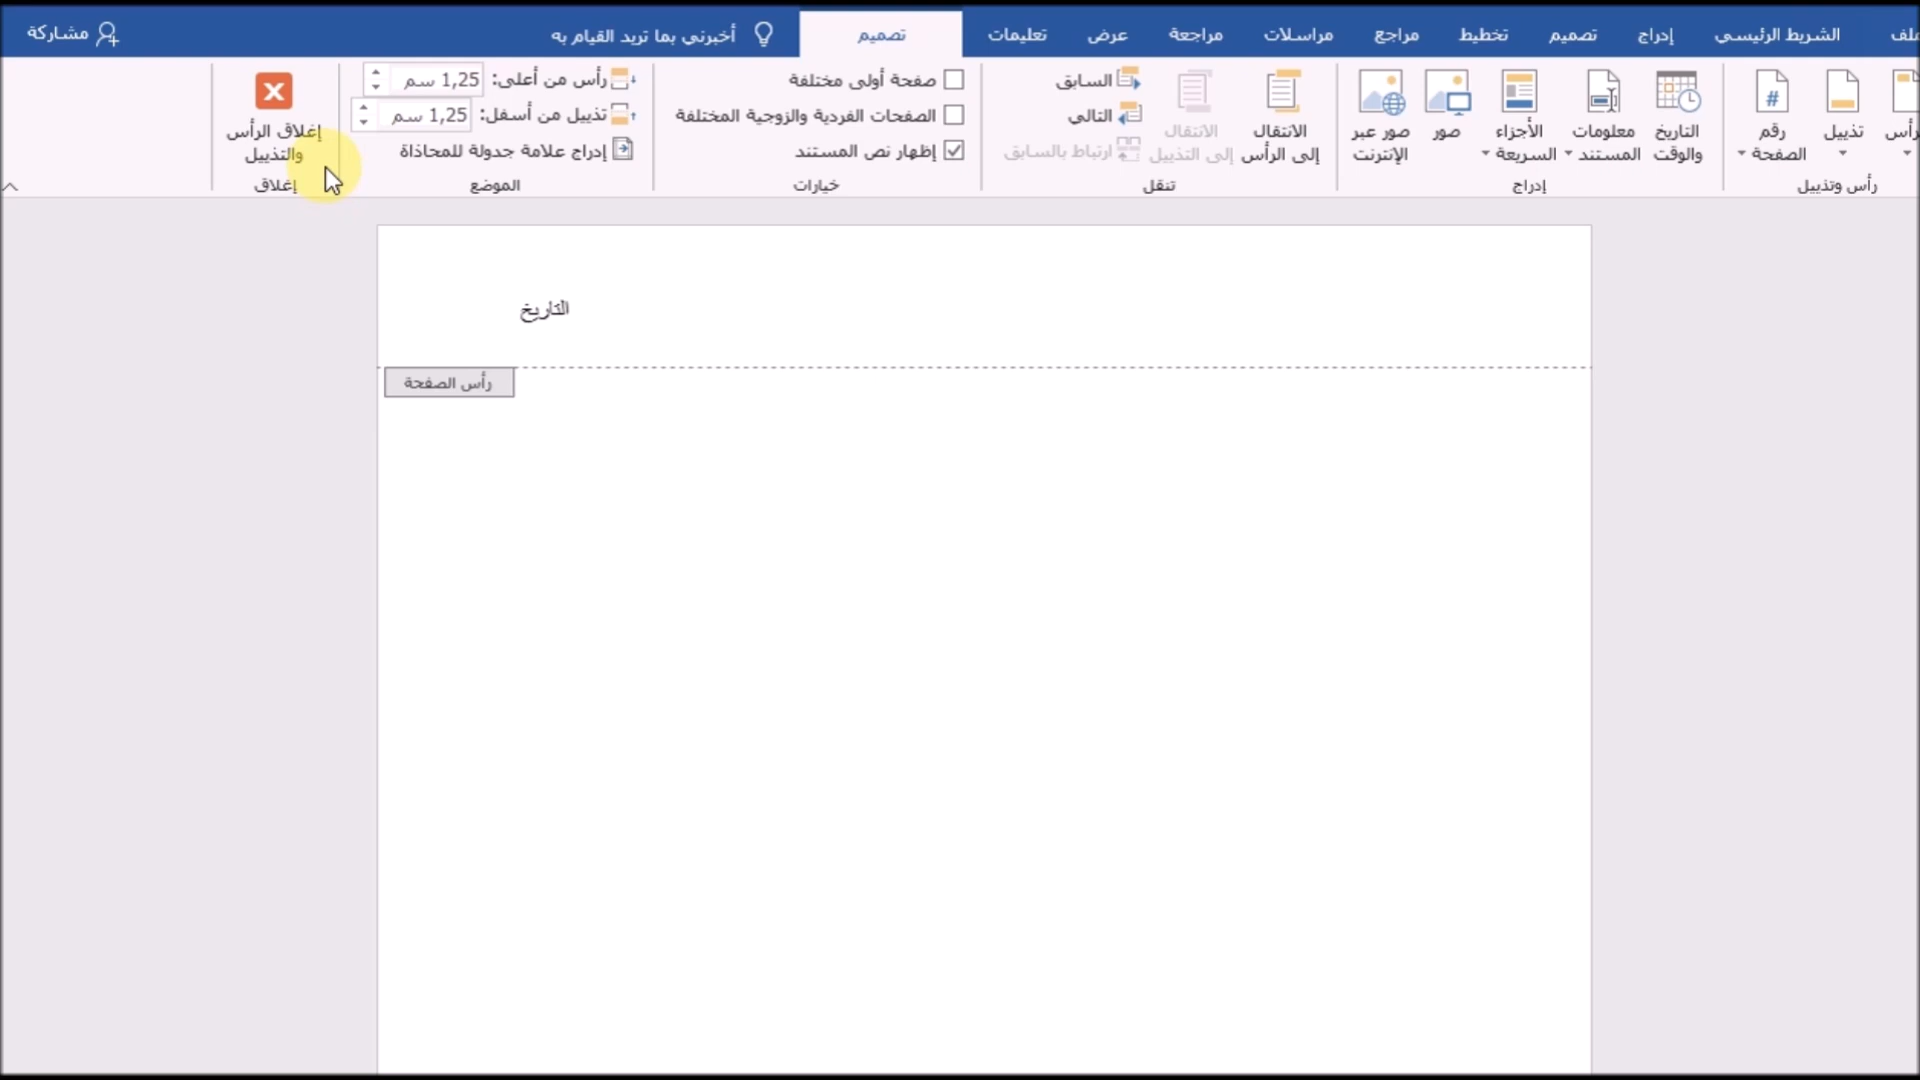 ملف الشريط الرئيسي إدراج تصميم تخطيط مراجع مراسلات مراجعة عرض تعليمات تصميم أخبرني بما تريد القيام به مشاركة
رأس
تذييل
رقم
الصفحة
رأس وتذييل
التاريخ
والوقت
معلومات
المستند
الأجزاء
السريعة
صور
صور عبر
الإنترنت
إدراج
الانتقال
إلى الرأس
الانتقال
إلى التذييل
السابق
التالي
ارتباط بالسابق
تنقل
صفحة أولى مختلفة
الصفحات الفردية والزوجية المختلفة
إظهار نص المستند
خيارات
رأس من أعلى: 1,25 سم
تذييل من أسفل: 1,25 سم
إدراج علامة جدولة للمحاذاة
الموضع
إغلاق الرأس
والتذييل
إغلاق
التاريخ
رأس الصفحة